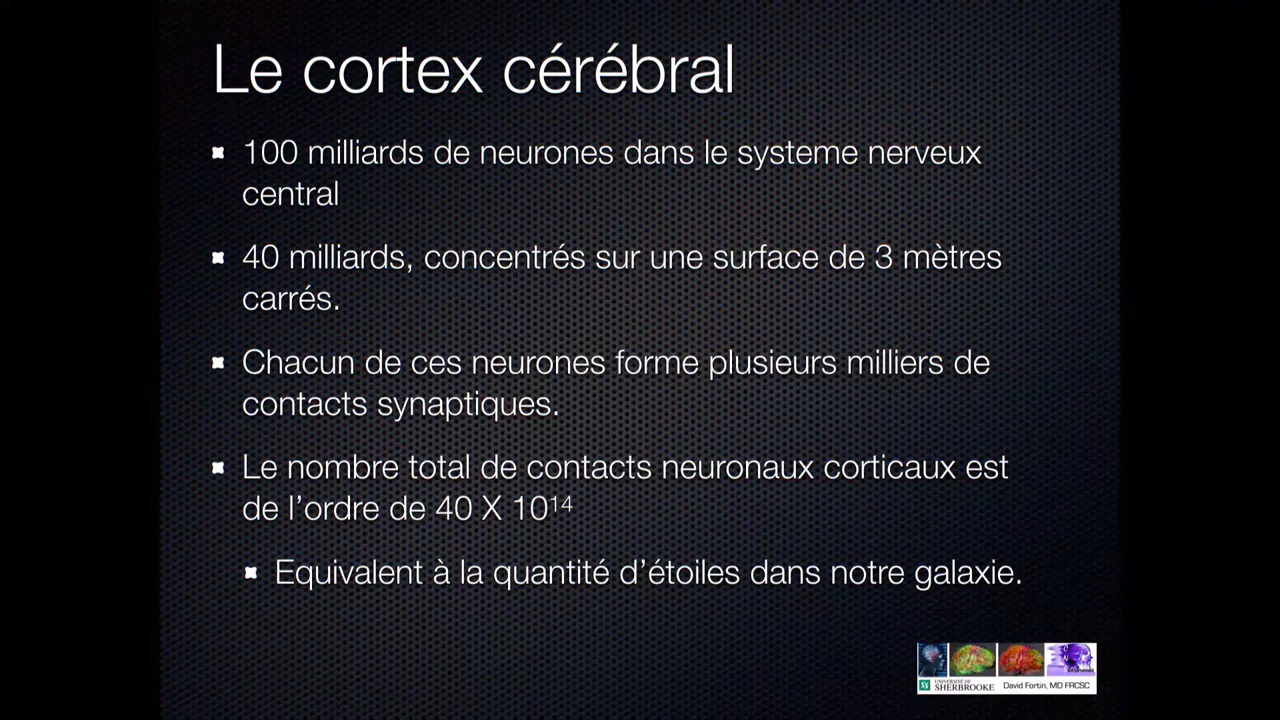 Le cortex cérébral
100 milliards de neurones dans le systeme nerveux
central
40 milliards, concentrés sur une surface de 3 mètres
carrés.
Chacun de ces neurones forme plusieurs milliers de
contacts synaptiques.
Le nombre total de contacts neuronaux corticaux est
de l’ordre de 40 X 10¹⁴
Equivalent à la quantité d’étoiles dans notre galaxie.
UNIVERSITÉ DE
SHERBROOKE
David Fortin, MD FRCSC